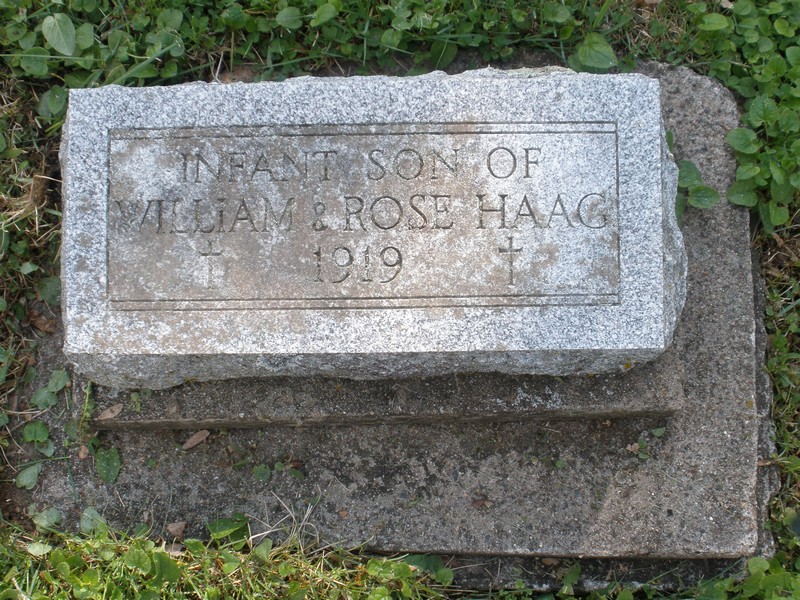 INFANT SON OF
WILLIAM & ROSE HAAG
1919